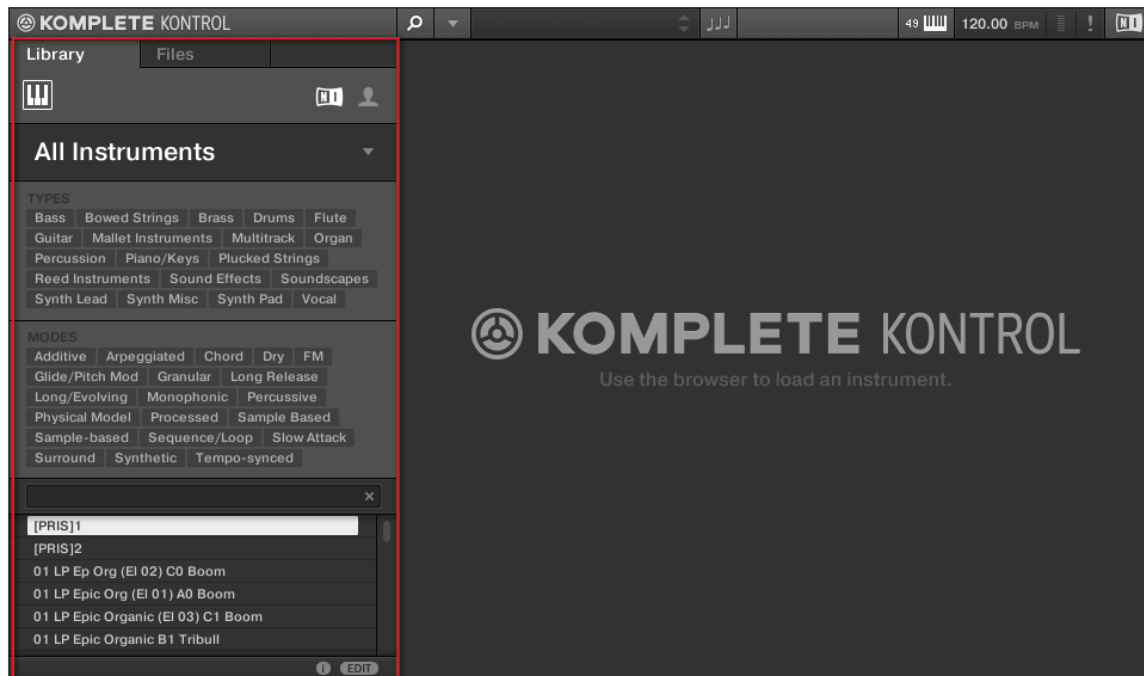 KOMPLETE KONTROL
49
120.00 BPM
!
NI
Library Files
NI
All Instruments
TYPES
Bass Bowed Strings Brass Drums Flute
Guitar Mallet Instruments Multitrack Organ
Percussion Piano/Keys Plucked Strings
Reed Instruments Sound Effects Soundscapes
Synth Lead Synth Misc Synth Pad Vocal
MODES
Additive Arpeggiated Chord Dry FM
Glide/Pitch Mod Granular Long Release
Long/Evolving Monophonic Percussive
Physical Model Processed Sample Based
Sample-based Sequence/Loop Slow Attack
Surround Synthetic Tempo-synced
[PRIS]1
[PRIS]2
01 LP Ep Org (El 02) C0 Boom
01 LP Epic Org (El 01) A0 Boom
01 LP Epic Organic (El 03) C1 Boom
01 LP Epic Organic B1 Tribull
i EDIT
KOMPLETE KONTROL
Use the browser to load an instrument.